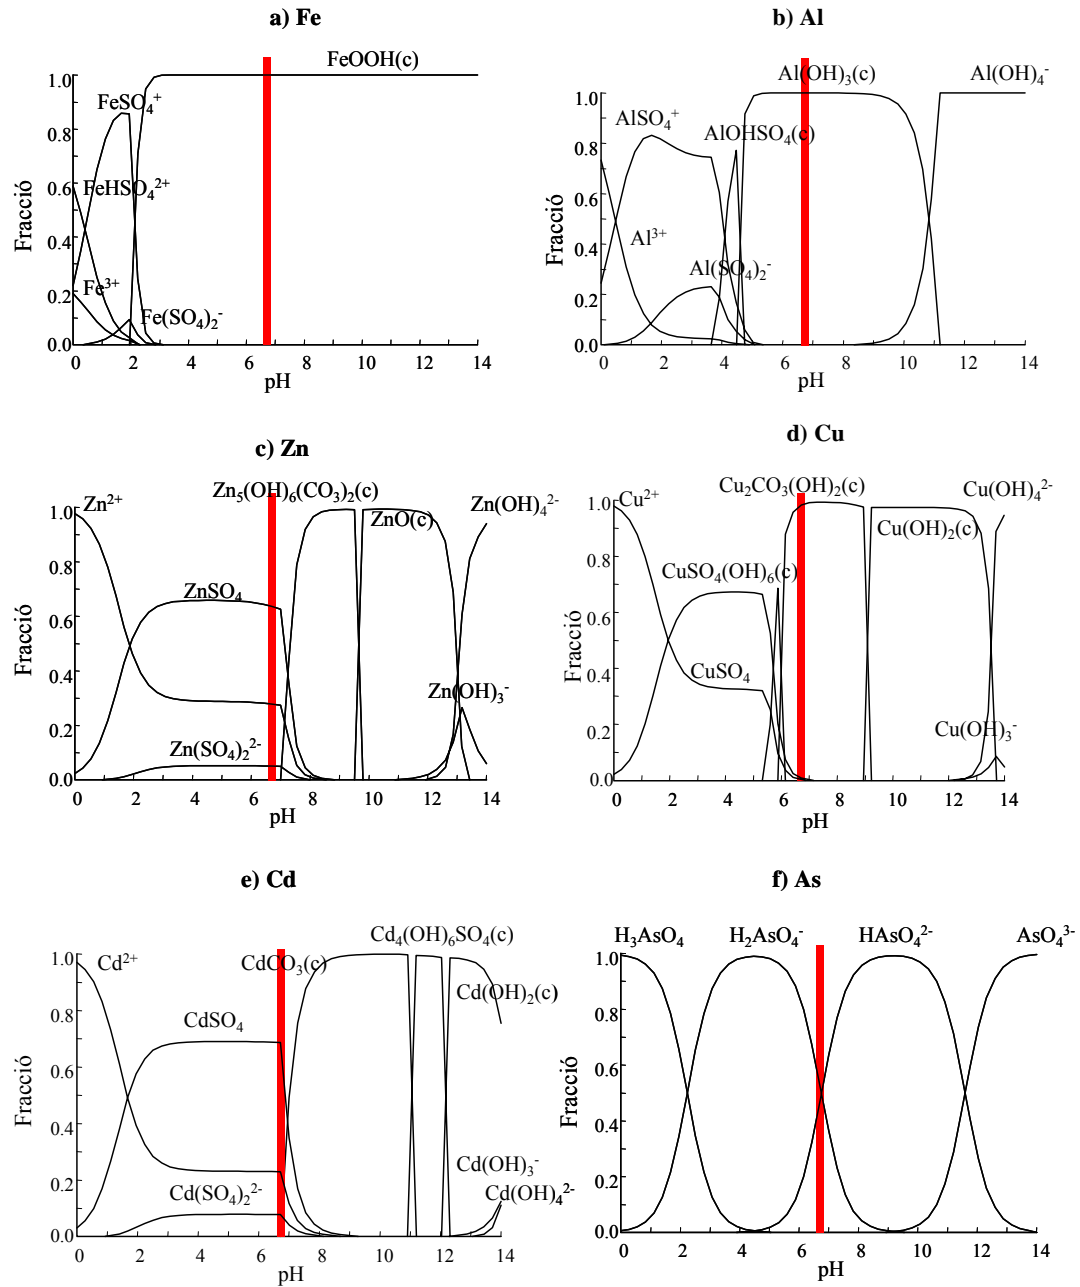 a) Fe
FeOOH(c)
1.0
FeSO₄⁺
0.8
FeHSO₄²⁺
0.6
0.4
Fe³⁺
0.2
Fe(SO₄)₂⁻
0.0
0 2 4 6 8 10 12 14
pH
Fracció
b) Al
Al(OH)₃(c)
Al(OH)₄⁻
1.0
AlSO₄⁺
AlOHSO₄(c)
0.8
0.6
Al³⁺
0.4
Al(SO₄)₂⁻
0.2
0.0
0 2 4 6 8 10 12 14
pH
Fracció
c) Zn
Zn²⁺
Zn₅(OH)₆(CO₃)₂(c)
Zn(OH)₄²⁻
1.0
ZnO(c)
0.8
ZnSO₄
0.6
0.4
Zn(OH)₃⁻
0.2
Zn(SO₄)₂²⁻
0.0
0 2 4 6 8 10 12 14
pH
Fracció
d) Cu
Cu²⁺
Cu₂CO₃(OH)₂(c)
Cu(OH)₄²⁻
1.0
Cu(OH)₂(c)
0.8
CuSO₄(OH)₆(c)
0.6
0.4
CuSO₄
0.2
Cu(OH)₃⁻
0.0
0 2 4 6 8 10 12 14
pH
Fracció
e) Cd
Cd₄(OH)₆SO₄(c)
Cd²⁺
CdCO₃(c)
1.0
Cd(OH)₂(c)
0.8
CdSO₄
0.6
0.4
Cd(OH)₃⁻
0.2
Cd(SO₄)₂²⁻
Cd(OH)₄²⁻
0.0
0 2 4 6 8 10 12 14
pH
Fracció
f) As
H₃AsO₄
H₂AsO₄⁻
HAsO₄²⁻
AsO₄³⁻
1.0
0.8
0.6
0.4
0.2
0.0
0 2 4 6 8 10 12 14
pH
Fracció